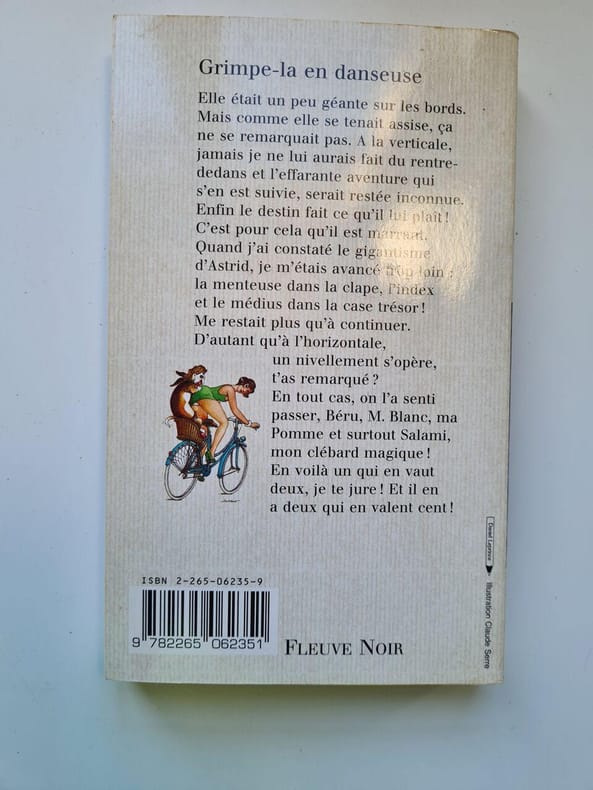 Grimpe-la en danseuse
Elle était un peu géante sur les bords.
Mais comme elle se tenait assise, ça
ne se remarquait pas. A la verticale,
jamais je ne lui aurais fait du rentre-
dedans et l'effarante aventure qui
s'en est suivie, serait restée inconnue.
Enfin le destin fait ce qu'il lui plaît !
C'est pour cela qu'il est marrant.
Quand j'ai constaté le gigantisme
d'Astrid, je m'étais avancé trop loin :
la menteuse dans la clape, l'index
et le médius dans la case trésor !
Me restait plus qu'à continuer.
D'autant qu'à l'horizontale,
un nivellement s'opère,
t'as remarqué ?
En tout cas, on l'a senti
passer, Béru, M. Blanc, ma
Pomme et surtout Salami,
mon clébard magique !
En voilà un qui en vaut
deux, je te jure ! Et il en
a deux qui en valent cent !
ISBN 2-265-06235-9
9 782265 062351
FLEUVE NOIR
Illustration Claude Serre